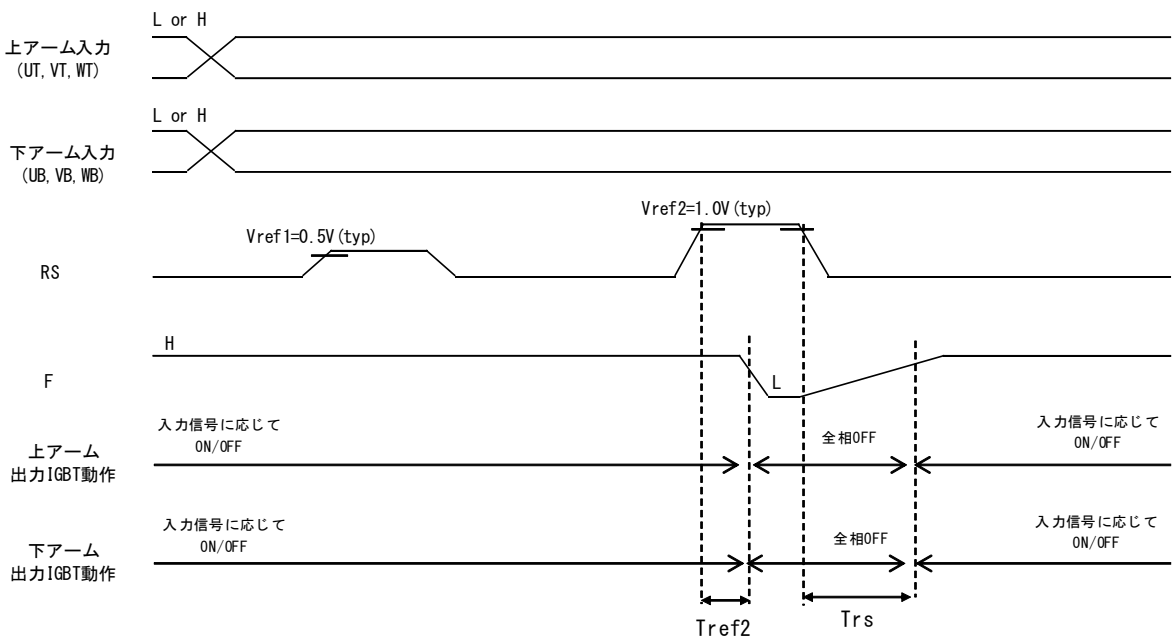 L or H
上アーム入力
(UT, VT, WT)
L or H
下アーム入力
(UB, VB, WB)
Vref2=1.0V(typ)
Vref1=0.5V(typ)
RS
H
F
L
入力信号に応じて
ON/OFF
全相OFF
入力信号に応じて
ON/OFF
上アーム
出力IGBT動作
入力信号に応じて
ON/OFF
全相OFF
入力信号に応じて
ON/OFF
下アーム
出力IGBT動作
Tref2
Trs